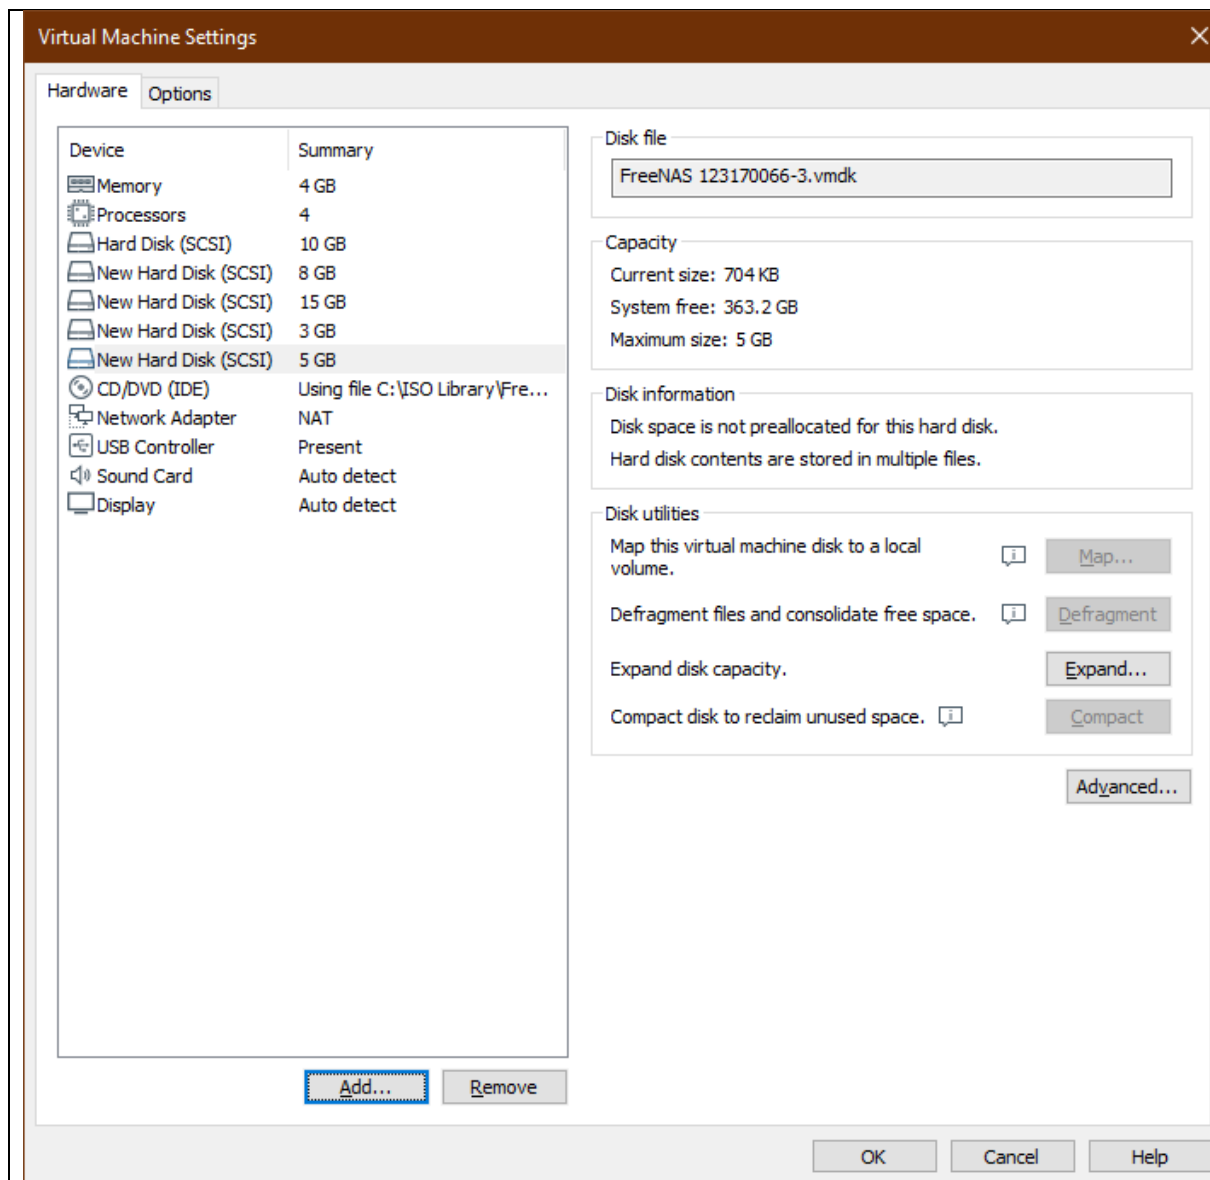 Virtual Machine Settings
Hardware Options
Device Summary
Memory 4 GB
Processors 4
Hard Disk (SCSI) 10 GB
New Hard Disk (SCSI) 8 GB
New Hard Disk (SCSI) 15 GB
New Hard Disk (SCSI) 3 GB
New Hard Disk (SCSI) 5 GB
CD/DVD (IDE) Using file C:\ISO Library\Fre...
Network Adapter NAT
USB Controller Present
Sound Card Auto detect
Display Auto detect
Add... Remove
Disk file
FreeNAS 123170066-3.vmdk
Capacity
Current size: 704 KB
System free: 363.2 GB
Maximum size: 5 GB
Disk information
Disk space is not preallocated for this hard disk.
Hard disk contents are stored in multiple files.
Disk utilities
Map this virtual machine disk to a local
volume.
Map...
Defragment files and consolidate free space. Defragment
Expand disk capacity. Expand...
Compact disk to reclaim unused space. Compact
Advanced...
OK Cancel Help